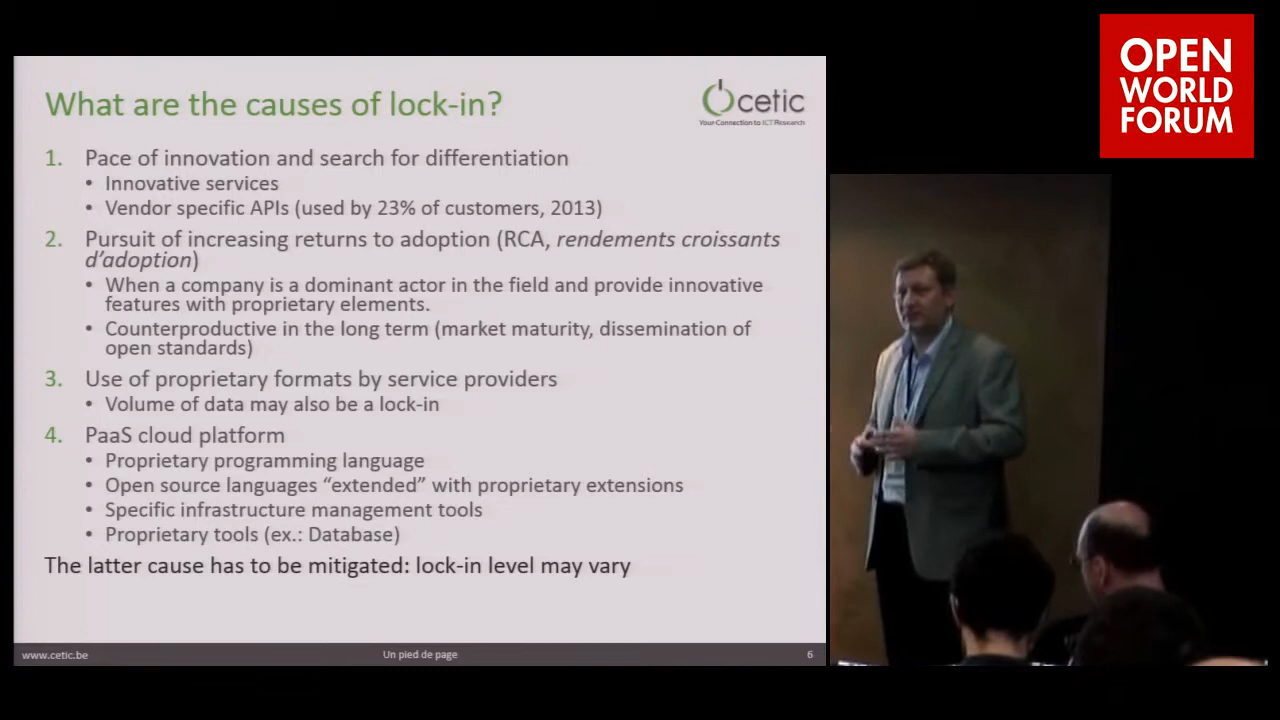 OPEN
WORLD
FORUM
What are the causes of lock-in?
cetic
Your Connection to ICT Research
1. Pace of innovation and search for differentiation
• Innovative services
• Vendor specific APIs (used by 23% of customers, 2013)
2. Pursuit of increasing returns to adoption (RCA, rendements croissants
d’adoption)
• When a company is a dominant actor in the field and provide innovative
features with proprietary elements.
• Counterproductive in the long term (market maturity, dissemination of
open standards)
3. Use of proprietary formats by service providers
• Volume of data may also be a lock-in
4. PaaS cloud platform
• Proprietary programming language
• Open source languages “extended” with proprietary extensions
• Specific infrastructure management tools
• Proprietary tools (ex.: Database)
The latter cause has to be mitigated: lock-in level may vary
www.cetic.be
Un pied de page
6